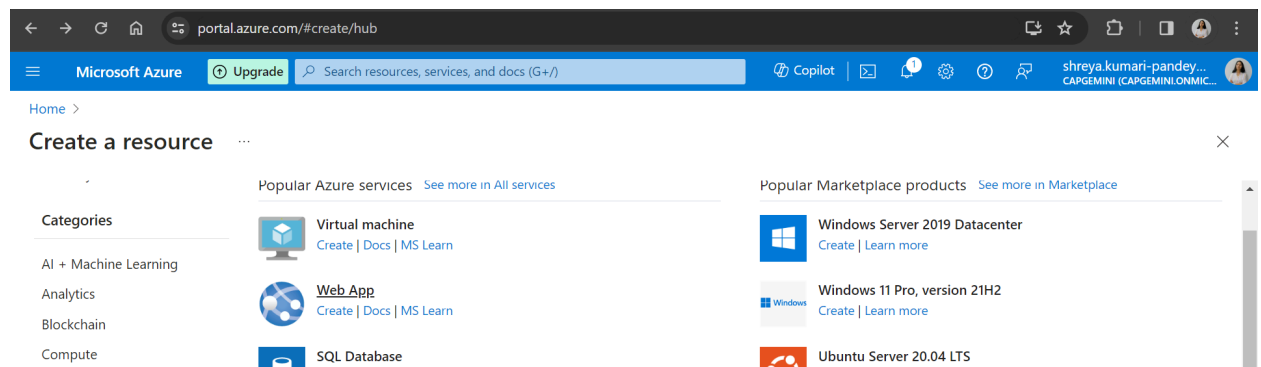 portal.azure.com/#create/hub
Microsoft Azure
Upgrade
Search resources, services, and docs (G+/)
Copilot
1
shreya.kumari-pandey...
CAPGEMINI (CAPGEMINI.ONMIC...
Home >
Create a resource ...
Categories
AI + Machine Learning
Analytics
Blockchain
Compute
Popular Azure services See more in All services
Virtual machine
Create | Docs | MS Learn
Web App
Create | Docs | MS Learn
SQL Database
Popular Marketplace products See more in Marketplace
Windows Server 2019 Datacenter
Create | Learn more
Windows
Windows 11 Pro, version 21H2
Create | Learn more
Ubuntu Server 20.04 LTS